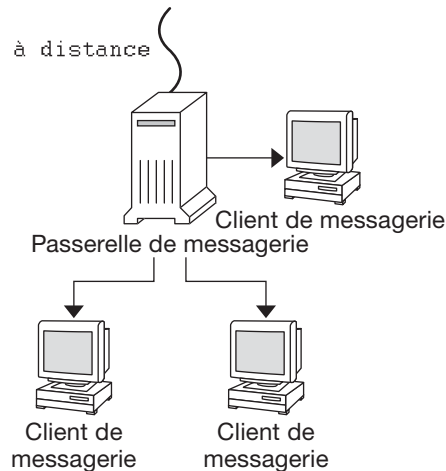 à distance
Client de messagerie
Passerelle de messagerie
Client de
messagerie
Client de
messagerie